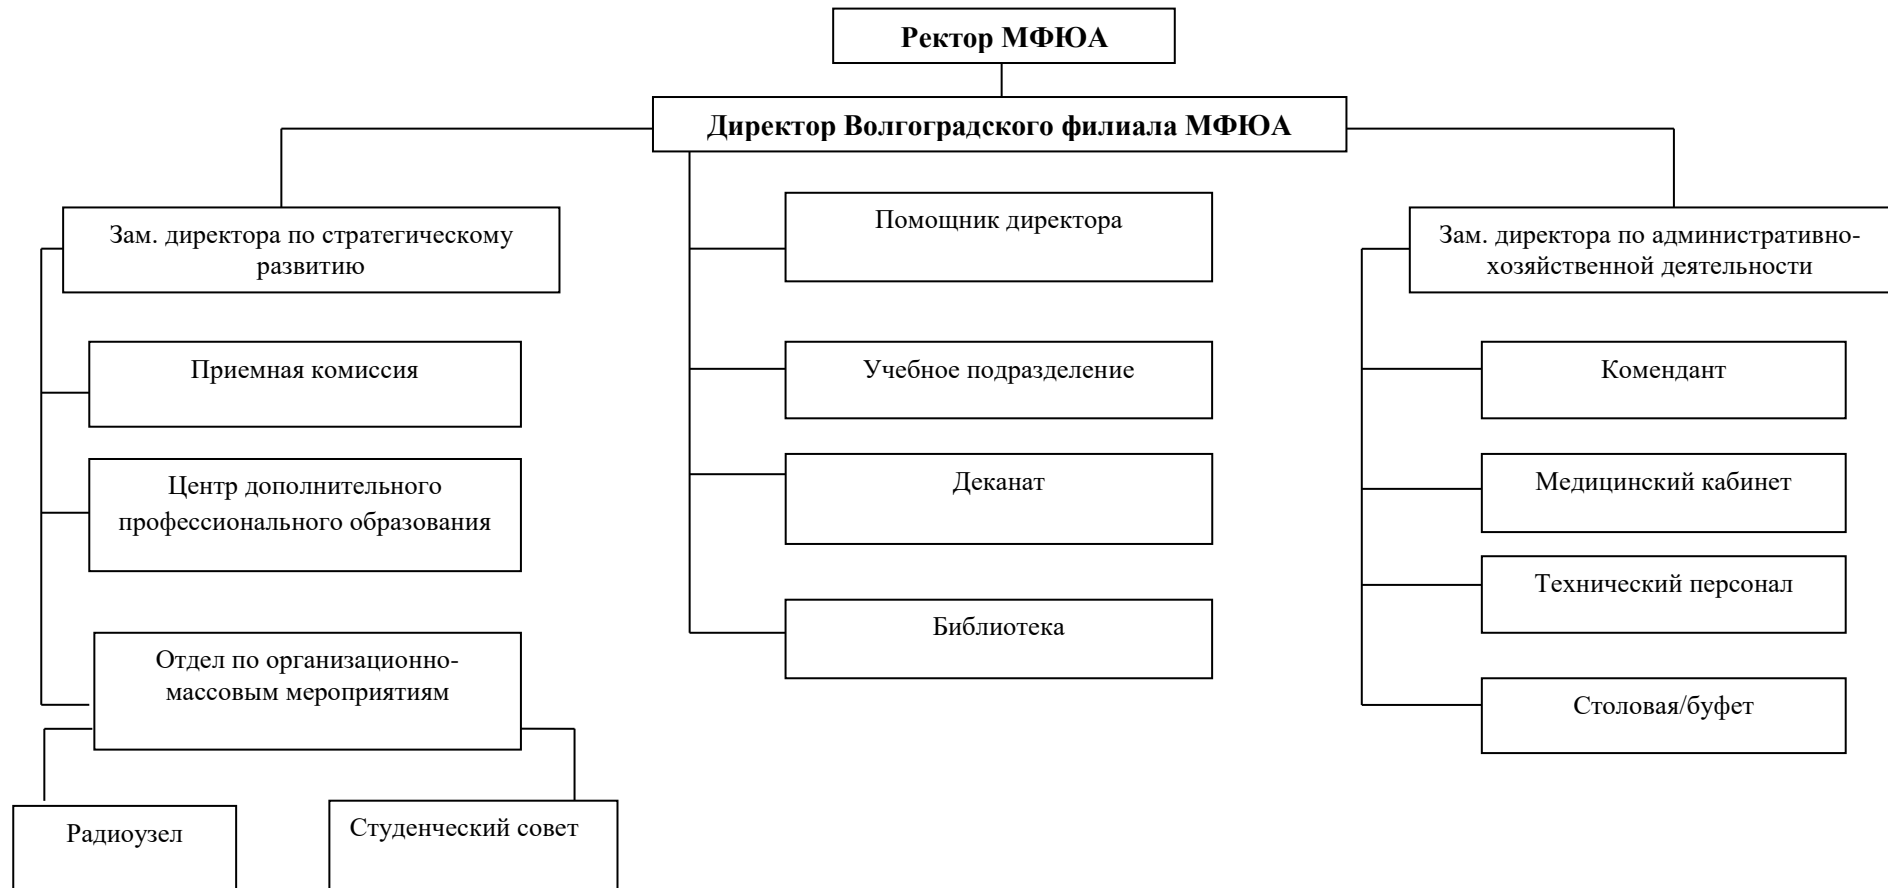 Ректор МФЮА
Директор Волгоградского филиала МФЮА
Зам. директора по стратегическому
развитию
Приемная комиссия
Центр дополнительного
профессионального образования
Отдел по организационно-
массовым мероприятиям
Радиоузел
Студенческий совет
Помощник директора
Учебное подразделение
Деканат
Библиотека
Зам. директора по административно-
хозяйственной деятельности
Комендант
Медицинский кабинет
Технический персонал
Столовая/буфет